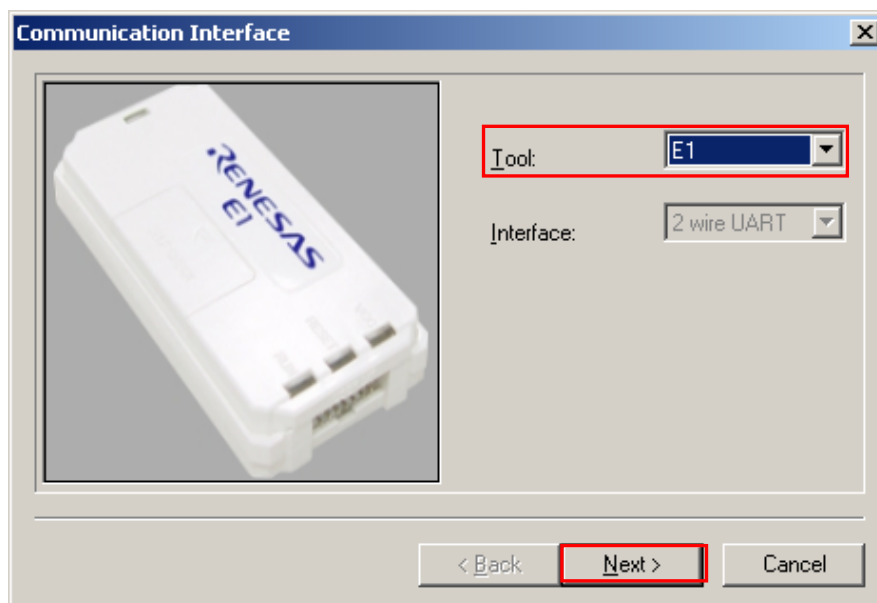 Communication Interface
RENESAS
E1
Tool:
E1
Interface:
2 wire UART
< Back
Next >
Cancel